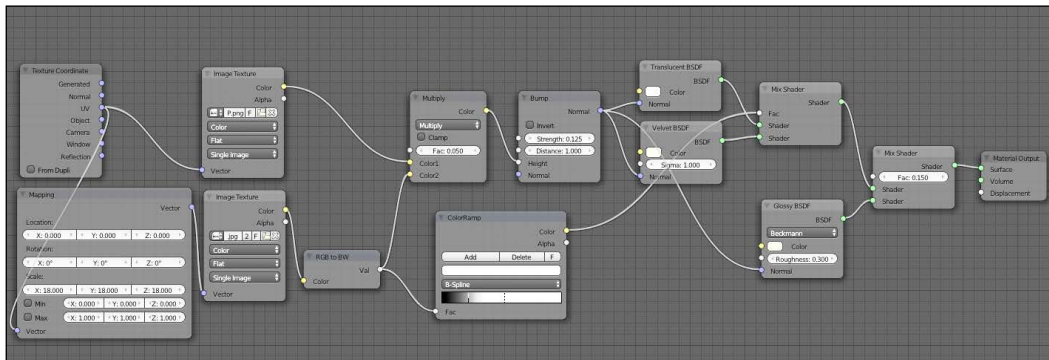 Texture Coordinate
Generated
Normal
UV
Object
Camera
Window
Reflection
From Dupli
Mapping
Vector
Location:
X: 0.000 Y: 0.000 Z: 0.000
Rotation:
X: 0° Y: 0° Z: 0°
Scale:
X: 18.000 Y: 18.000 Z: 18.000
Min X: 0.000 Y: 0.000 Z: 0.000
Max X: 1.000 Y: 1.000 Z: 1.000
Vector
Image Texture
Color
Alpha
P.png F
Color
Flat
Single Image
Vector
Image Texture
Color
Alpha
.jpg 2 F
Color
Flat
Single Image
Vector
RGB to BW
Val
Color
Multiply
Color
Multiply
Clamp
Fac: 0.050
Color1
Color2
ColorRamp
Color
Alpha
Add Delete F
B-Spline
Fac
Bump
Normal
Invert
Strength: 0.125
Distance: 1.000
Height
Normal
Translucent BSDF
BSDF
Color
Normal
Velvet BSDF
BSDF
Color
Sigma: 1.000
Normal
Mix Shader
Shader
Fac
Shader
Shader
Glossy BSDF
BSDF
Beckmann
Color
Roughness: 0.300
Normal
Mix Shader
Shader
Fac: 0.150
Shader
Shader
Material Output
Surface
Volume
Displacement